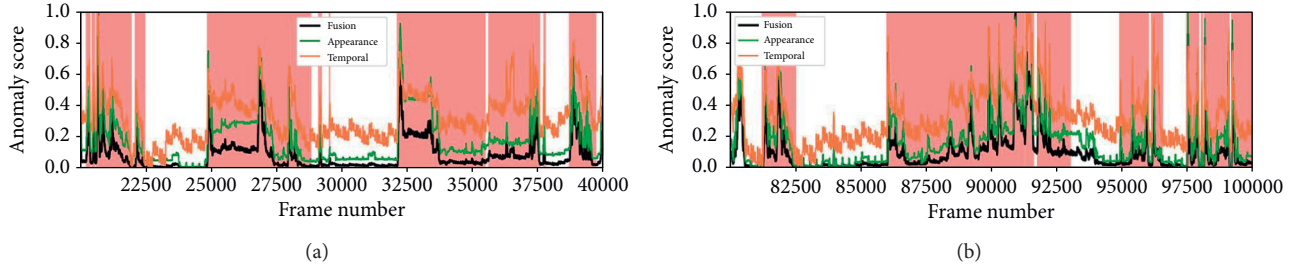 1.0
0.8
0.6
0.4
0.2
0.0
Anomaly score
Fusion
Appearance
Temporal
22500 25000 27500 30000 32500 35000 37500 40000
Frame number
(a)
1.0
0.8
0.6
0.4
0.2
0.0
Anomaly score
Fusion
Appearance
Temporal
82500 85000 87500 90000 92500 95000 97500 100000
Frame number
(b)